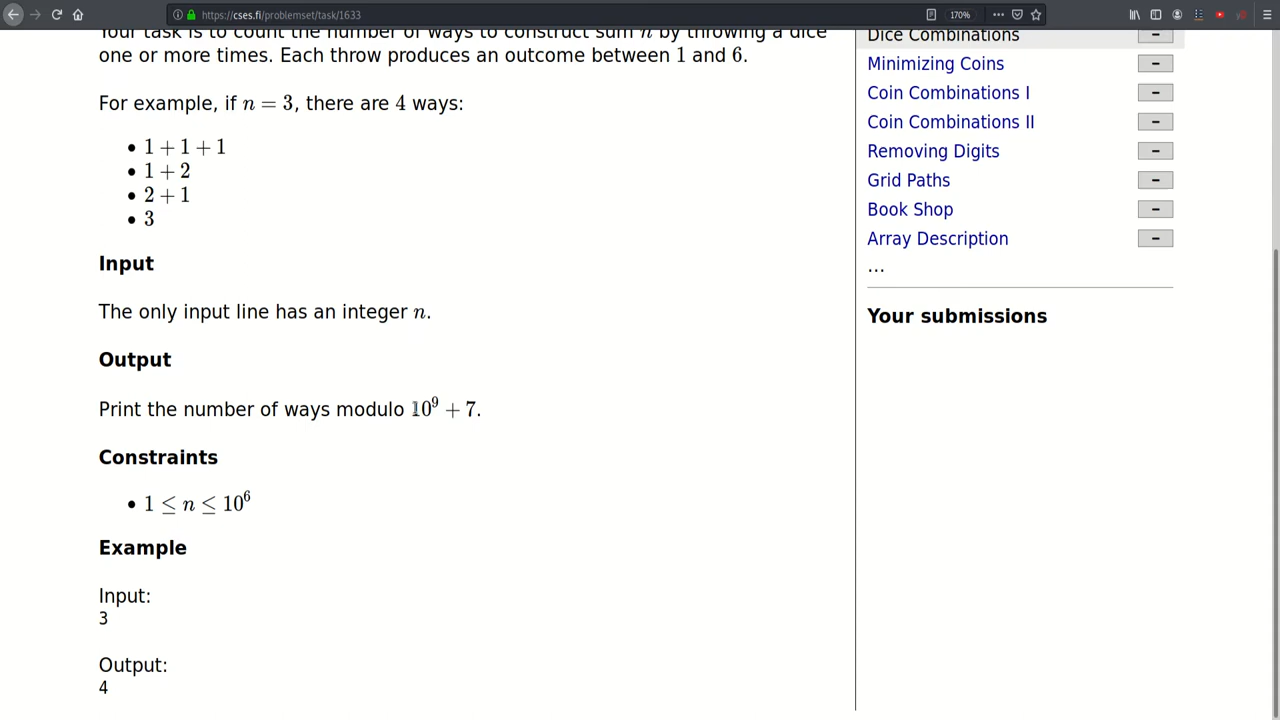 https://cses.fi/problemset/task/1633
170%
Your task is to count the number of ways to construct sum n by throwing a dice
one or more times. Each throw produces an outcome between 1 and 6.
For example, if n = 3, there are 4 ways:
• 1 + 1 + 1
• 1 + 2
• 2 + 1
• 3
Input
The only input line has an integer n.
Output
Print the number of ways modulo 10⁹ + 7.
Constraints
• 1 ≤ n ≤ 10⁶
Example
Input:
3
Output:
4
Dice Combinations –
Minimizing Coins –
Coin Combinations I –
Coin Combinations II –
Removing Digits –
Grid Paths –
Book Shop –
Array Description –
...
Your submissions